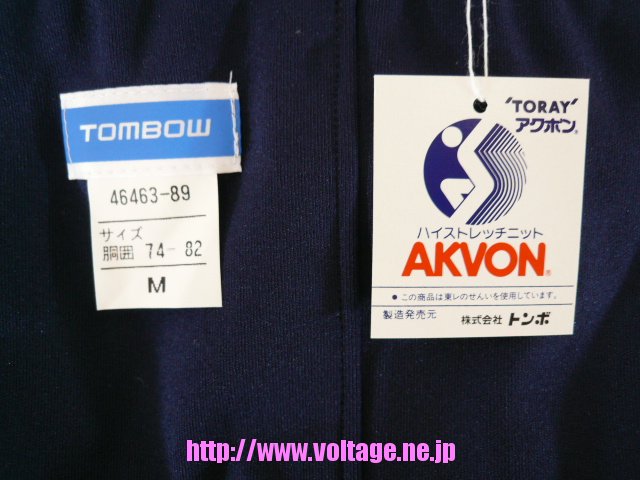 TOMBOW
46463-89
サイズ
胴囲 74-82
M
"TORAY"
アクボン®
ハイストレッチニット
AKVON®
● この商品は東レのせんいを使用しています。
製造発売元 株式会社 トンボ
http://www.voltage.ne.jp